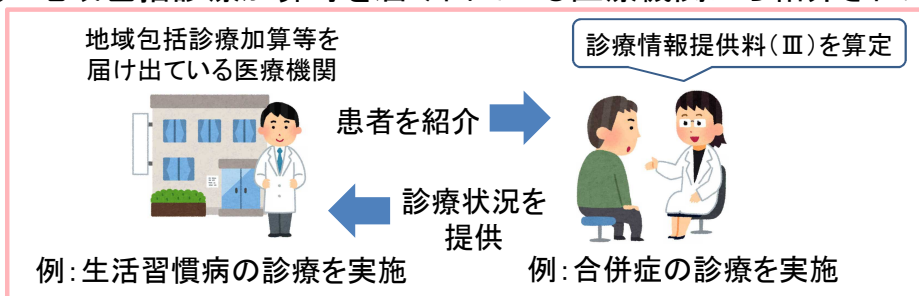 地域包括診療加算等を
届け出ている医療機関
診療情報提供料(Ⅲ)を算定
患者を紹介
診療状況を
提供
例:生活習慣病の診療を実施
例:合併症の診療を実施